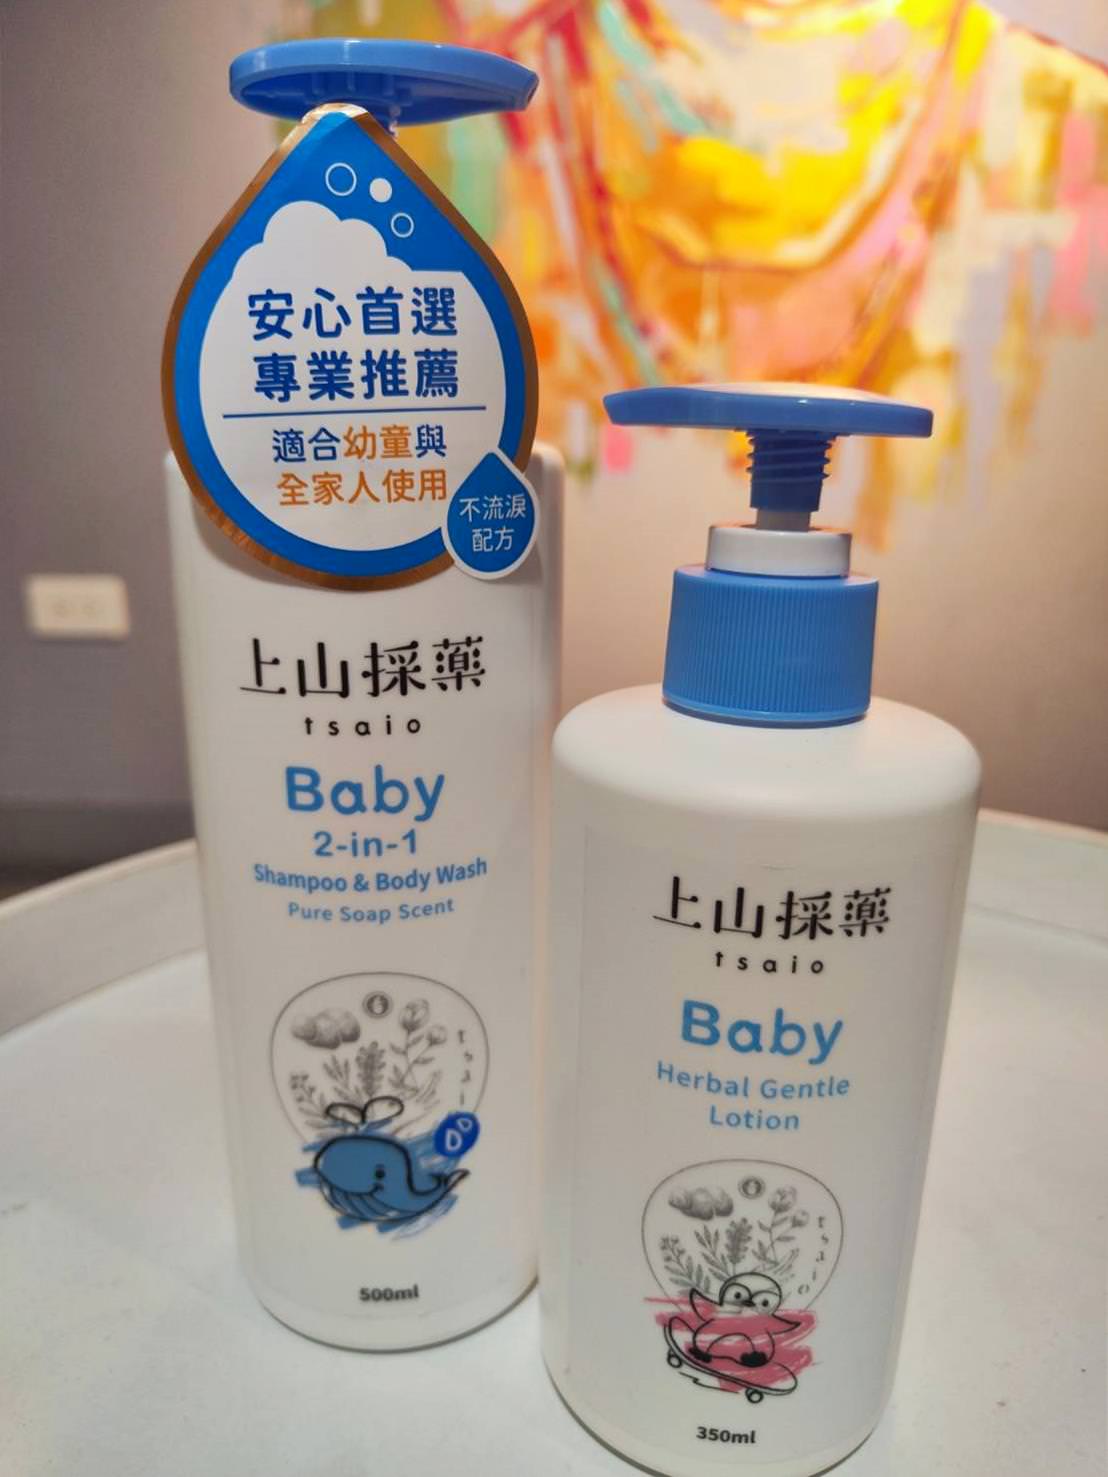 安心首選
專業推薦
適合幼童與
全家人使用
不流淚
配方
上山採藥
tsaio
Baby
2-in-1
Shampoo & Body Wash
Pure Soap Scent
tsaio
500ml
上山採藥
tsaio
Baby
Herbal Gentle
Lotion
tsaio
350ml